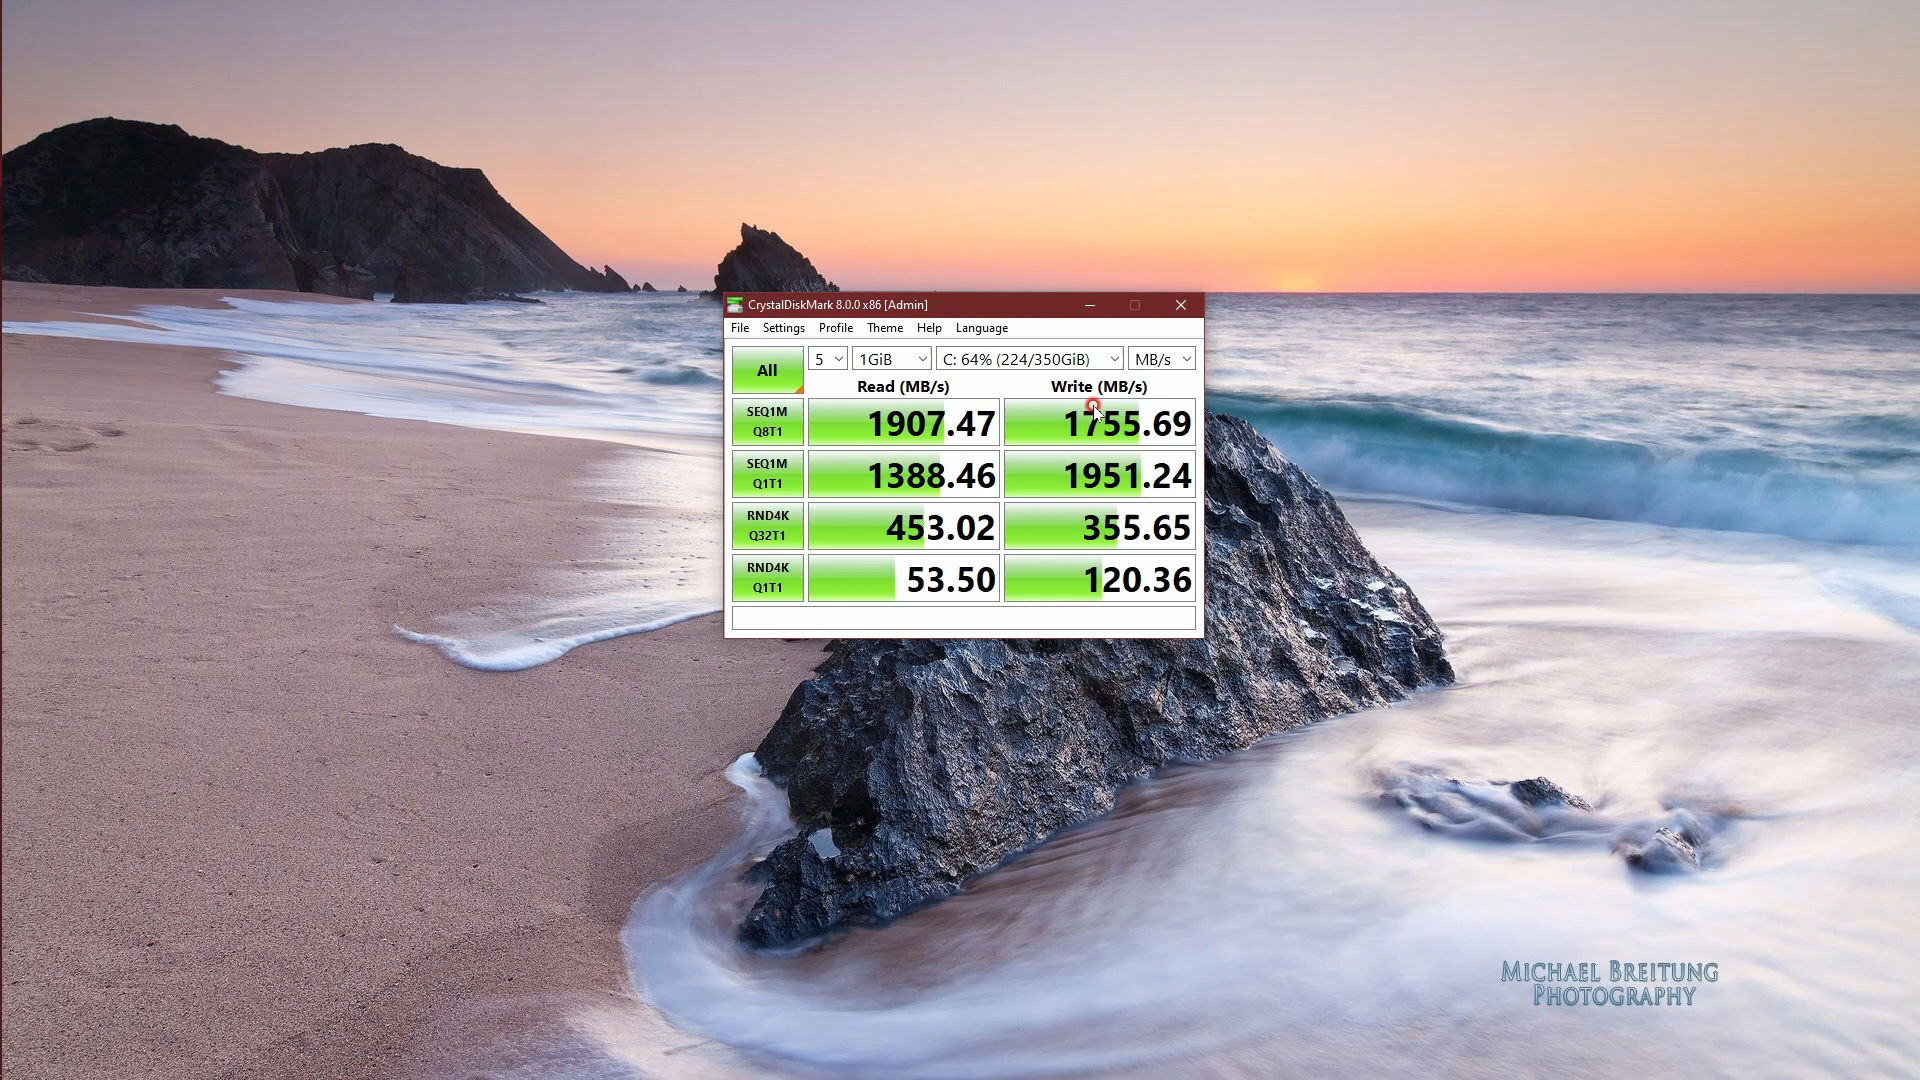 CrystalDiskMark 8.0.0 x86 [Admin]
File Settings Profile Theme Help Language
All 5 1GiB C: 64% (224/350GiB) MB/s
Read (MB/s) Write (MB/s)
SEQ1M
Q8T1
1907.47 1755.69
SEQ1M
Q1T1
1388.46 1951.24
RND4K
Q32T1
453.02 355.65
RND4K
Q1T1
53.50 120.36
MICHAEL BREITUNG
PHOTOGRAPHY